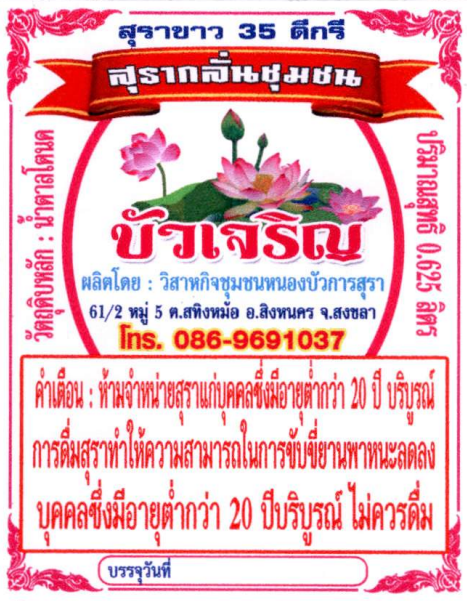 สุราขาว 35 ดีกรี
สุรากลั่นชุมชน
วัตถุดิบหลัก : น้ำตาลโตนด
ปริมาณสุทธิ 0.625 ลิตร
บัวเจริญ
ผลิตโดย : วิสาหกิจชุมชนหนองบัวการสุรา
61/2 หมู่ 5 ต.สทิงหม้อ อ.สิงหนคร จ.สงขลา
โทร. 086-9691037
คำเตือน : ห้ามจำหน่ายสุราแก่บุคคลซึ่งมีอายุต่ำกว่า 20 ปี บริบูรณ์
การดื่มสุราทำให้ความสามารถในการขับขี่ยานพาหนะลดลง
บุคคลซึ่งมีอายุต่ำกว่า 20 ปีบริบูรณ์ ไม่ควรดื่ม
บรรจุวันที่